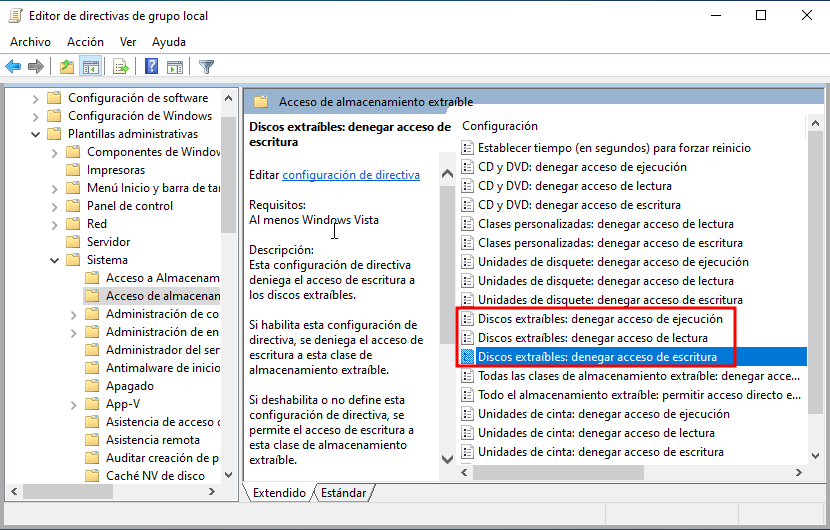 Editor de directivas de grupo local
Archivo Acción Ver Ayuda
Configuración de software
Configuración de Windows
Plantillas administrativas
Componentes de Window
Impresoras
Menú Inicio y barra de tar
Panel de control
Red
Servidor
Sistema
Acceso a Almacenam
Acceso de almacenan
Administración de co
Administración de en
Administrador del ser
Antimalware de inicio
Apagado
App-V
Asistencia de acceso d
Asistencia remota
Auditar creación de p
Caché NV de disco
Acceso de almacenamiento extraíble
Discos extraíbles: denegar acceso de
escritura
Editar configuración de directiva
Requisitos:
Al menos Windows Vista
Descripción:
Esta configuración de directiva
deniega el acceso de escritura a
los discos extraíbles.
Si habilita esta configuración de
directiva, se deniega el acceso de
escritura a esta clase de
almacenamiento extraíble.
Si deshabilita o no define esta
configuración de directiva, se
permite el acceso de escritura a
esta clase de almacenamiento
extraíble.
Configuración
Establecer tiempo (en segundos) para forzar reinicio
CD y DVD: denegar acceso de ejecución
CD y DVD: denegar acceso de lectura
CD y DVD: denegar acceso de escritura
Clases personalizadas: denegar acceso de lectura
Clases personalizadas: denegar acceso de escritura
Unidades de disquete: denegar acceso de ejecución
Unidades de disquete: denegar acceso de lectura
Unidades de disquete: denegar acceso de escritura
Discos extraíbles: denegar acceso de ejecución
Discos extraíbles: denegar acceso de lectura
Discos extraíbles: denegar acceso de escritura
Todas las clases de almacenamiento extraíble: denegar acce...
Todo el almacenamiento extraíble: permitir acceso directo e...
Unidades de cinta: denegar acceso de ejecución
Unidades de cinta: denegar acceso de lectura
Unidades de cinta: denegar acceso de escritura
Extendido Estándar